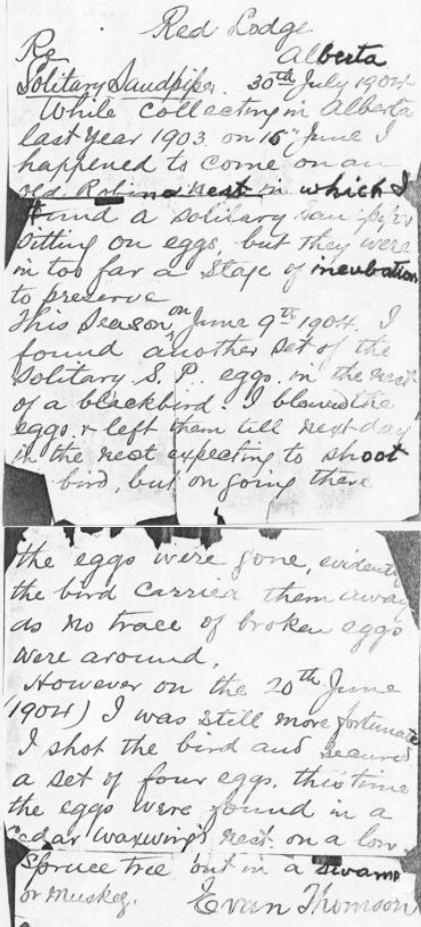 Red Lodge
Re Alberta
Solitary Sandpiper. 30th July 1904
While collecting in Alberta
last year 1903. on 16th June I
happened to come on an
old Robins nest in which I
found a solitary sandpiper
sitting on eggs, but they were
in too far a stage of incubation
to preserve
This season, on June 9th 1904. I
found another set of the
Solitary S. P. eggs in the nest
of a blackbird. I blowed the
eggs & left them till next day
in the nest expecting to shoot
bird, but on going there
the eggs were gone, evidently
the bird carried them away
as no trace of broken eggs
were around.
However on the 20th June
1904) I was still more fortunate
I shot the bird and secured
a set of four eggs. this time
the eggs were found in a
cedar waxwing's nest. on a low
spruce tree out in a swamp
or muskeg. Evan Thomson